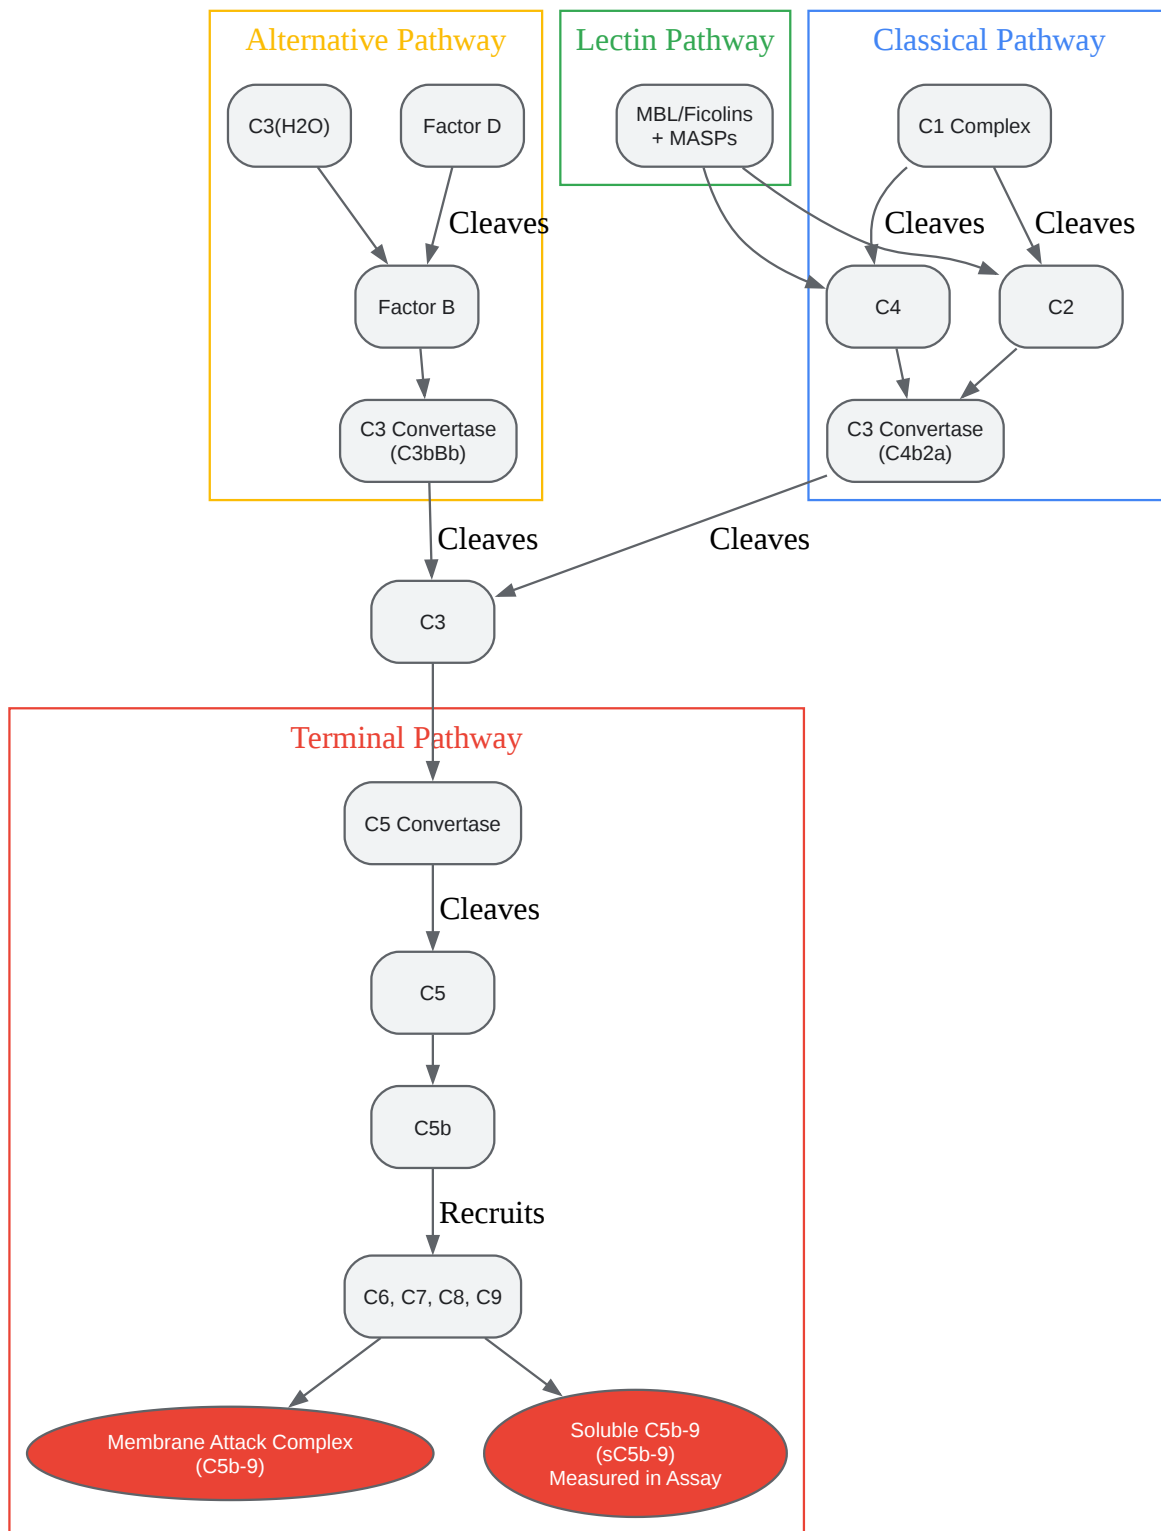 Alternative Pathway
Lectin Pathway
Classical Pathway
C3(H2O)
Factor D
MBL/Ficolins
+ MASPs
C1 Complex
Cleaves
Cleaves
Cleaves
Factor B
C4
C2
C3 Convertase
(C3bBb)
C3 Convertase
(C4b2a)
Cleaves
Cleaves
C3
Terminal Pathway
C5 Convertase
Cleaves
C5
C5b
Recruits
C6, C7, C8, C9
Membrane Attack Complex
(C5b-9)
Soluble C5b-9
(sC5b-9)
Measured in Assay